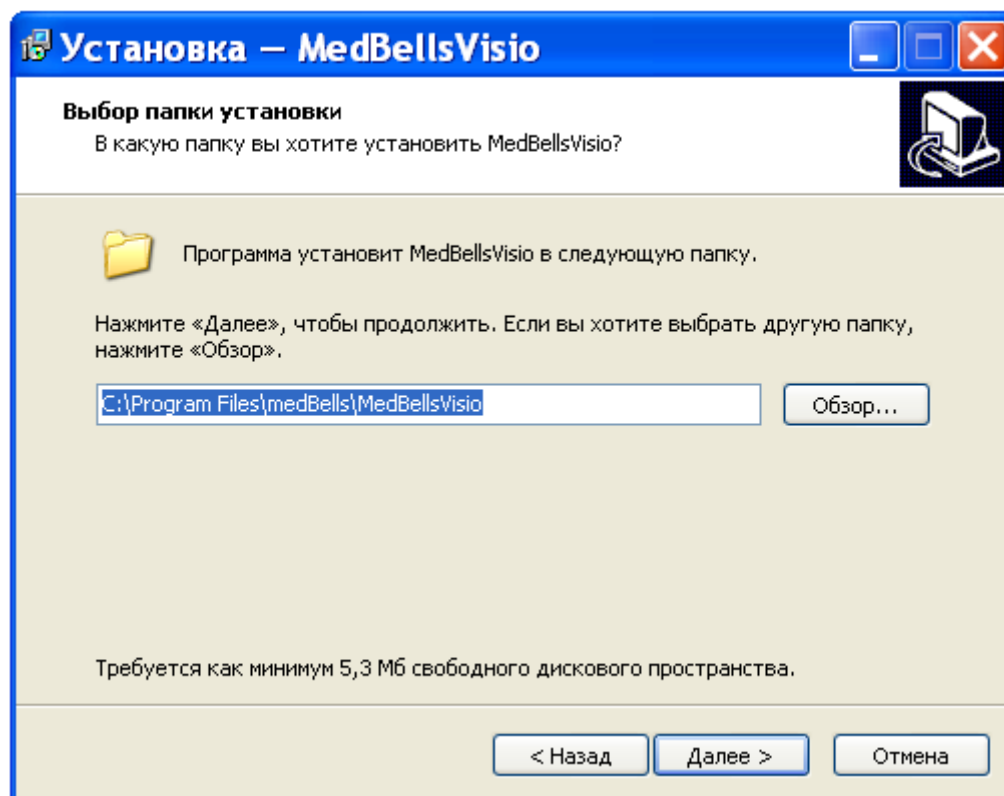 Установка — MedBellsVisio
Выбор папки установки
В какую папку вы хотите установить MedBellsVisio?
Программа установит MedBellsVisio в следующую папку.
Нажмите «Далее», чтобы продолжить. Если вы хотите выбрать другую папку,
нажмите «Обзор».
C:\Program Files\medBells\MedBellsVisio
Обзор...
Требуется как минимум 5,3 Мб свободного дискового пространства.
< Назад
Далее >
Отмена